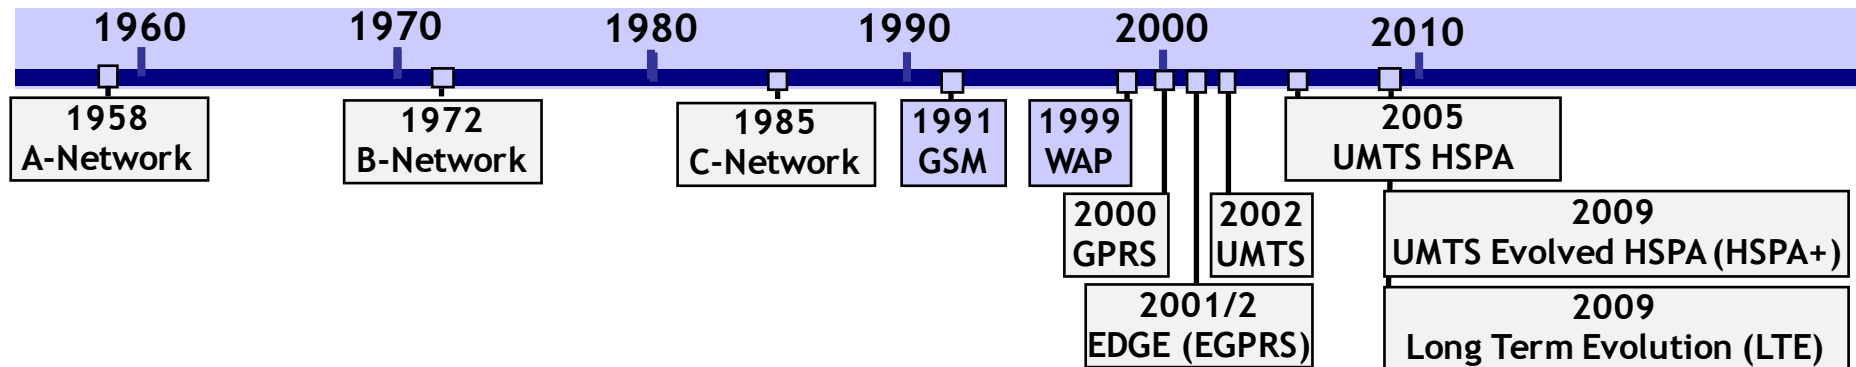 1960 1970 1980 1990 2000 2010
1958
A-Network
1972
B-Network
1985
C-Network
1991
GSM
1999
WAP
2005
UMTS HSPA
2000
GPRS
2002
UMTS
2009
UMTS Evolved HSPA (HSPA+)
2001/2
EDGE (EGPRS)
2009
Long Term Evolution (LTE)